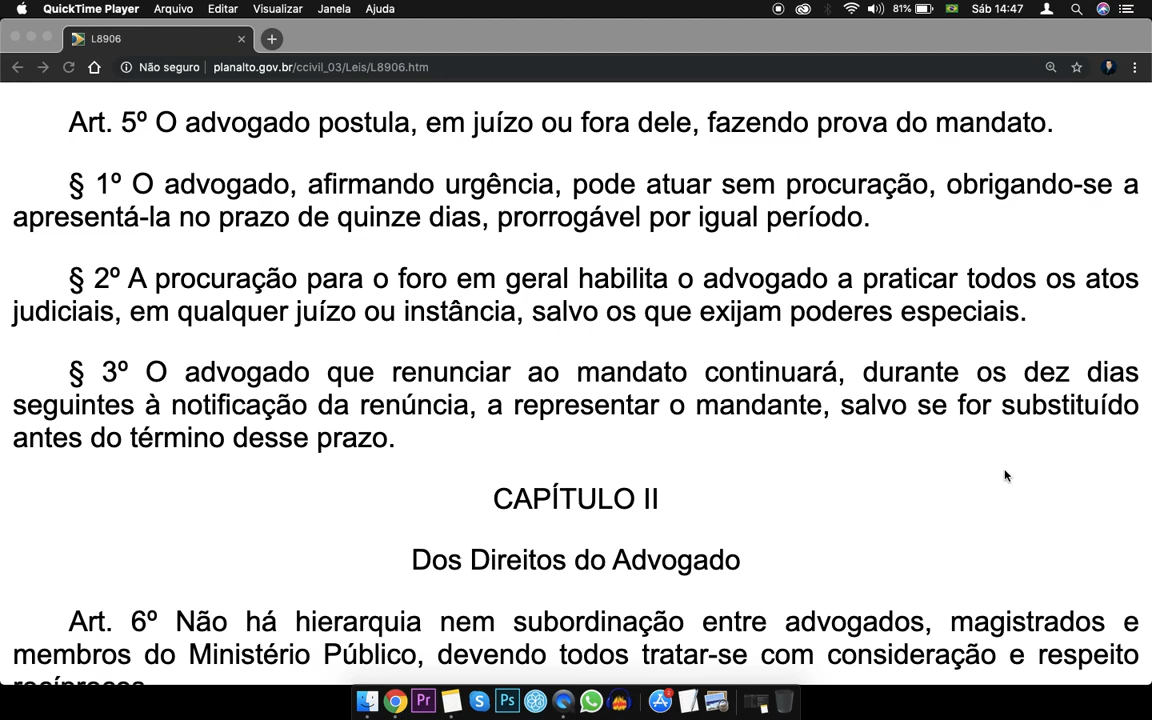 QuickTime Player Arquivo Editar Visualizar Janela Ajuda 81% Sáb 14:47
L8906
Não seguro planalto.gov.br/ccivil_03/Leis/L8906.htm
Art. 5º O advogado postula, em juízo ou fora dele, fazendo prova do mandato.
§ 1º O advogado, afirmando urgência, pode atuar sem procuração, obrigando-se a
apresentá-la no prazo de quinze dias, prorrogável por igual período.
§ 2º A procuração para o foro em geral habilita o advogado a praticar todos os atos
judiciais, em qualquer juízo ou instância, salvo os que exijam poderes especiais.
§ 3º O advogado que renunciar ao mandato continuará, durante os dez dias
seguintes à notificação da renúncia, a representar o mandante, salvo se for substituído
antes do término desse prazo.
CAPÍTULO II
Dos Direitos do Advogado
Art. 6º Não há hierarquia nem subordinação entre advogados, magistrados e
membros do Ministério Público, devendo todos tratar-se com consideração e respeito
Pr Ps